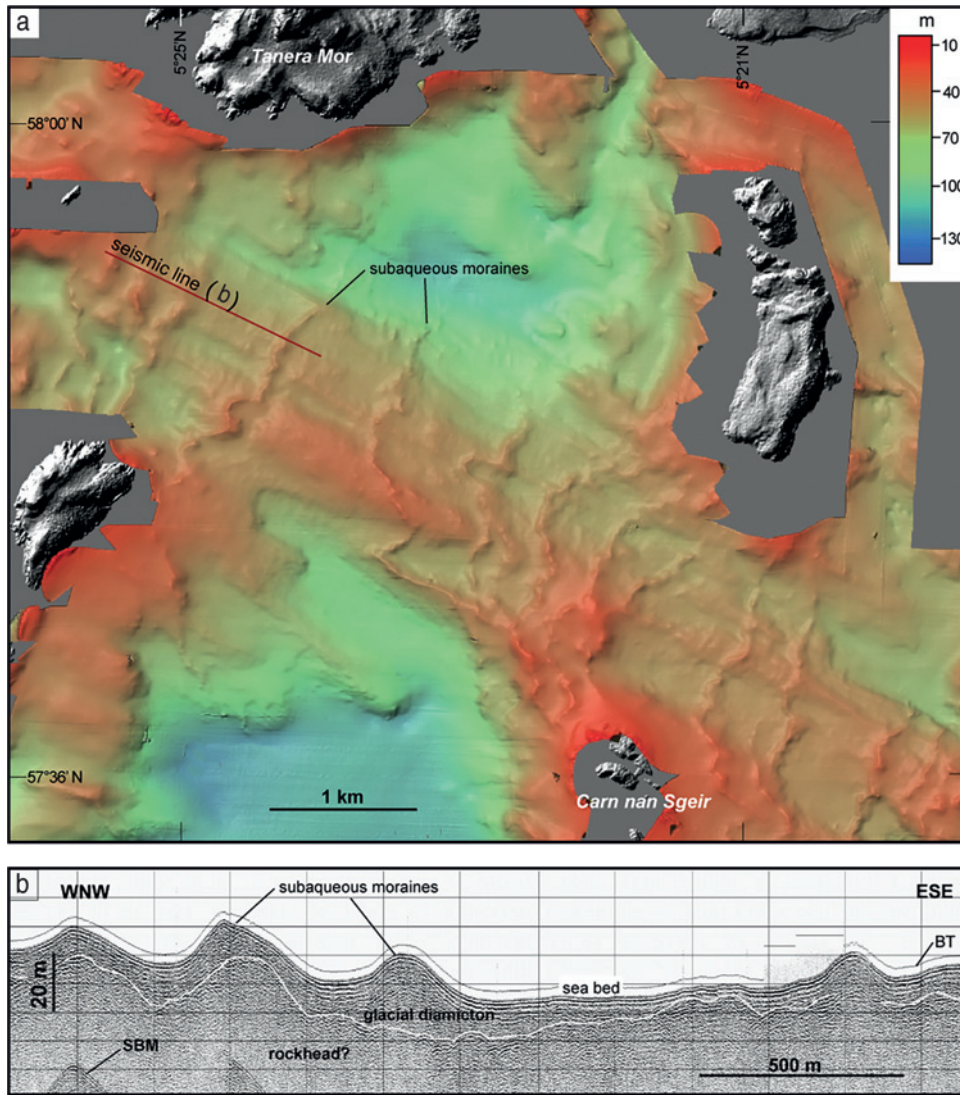 a
5°25'N
Tanera Mor
5°21'N
m
10
40
70
100
130
58°00' N
seismic line (b)
subaqueous moraines
57°36' N
1 km
Carn nan Sgeir
b
WNW
subaqueous moraines
ESE
BT
20 m
sea bed
glacial diamicton
SBM
rockhead?
500 m